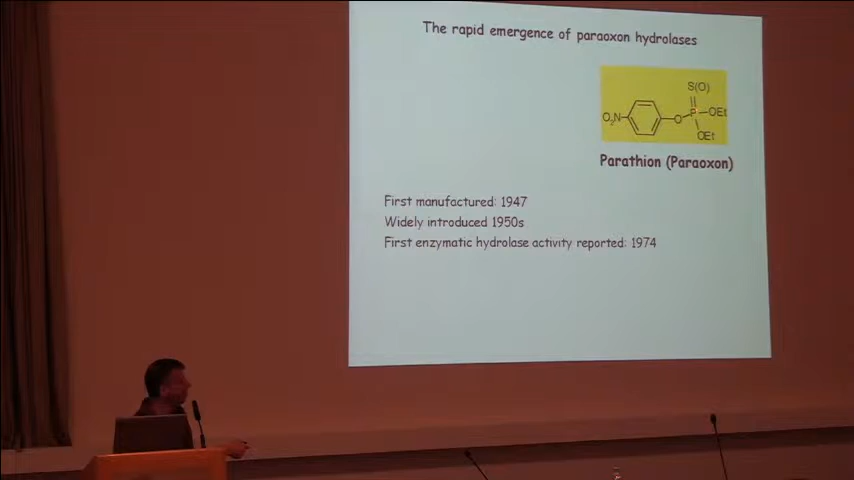 The rapid emergence of paraoxon hydrolases
S(O)
O₂N
O
P
OEt
OEt
Parathion (Paraoxon)
First manufactured: 1947
Widely introduced 1950s
First enzymatic hydrolase activity reported: 1974